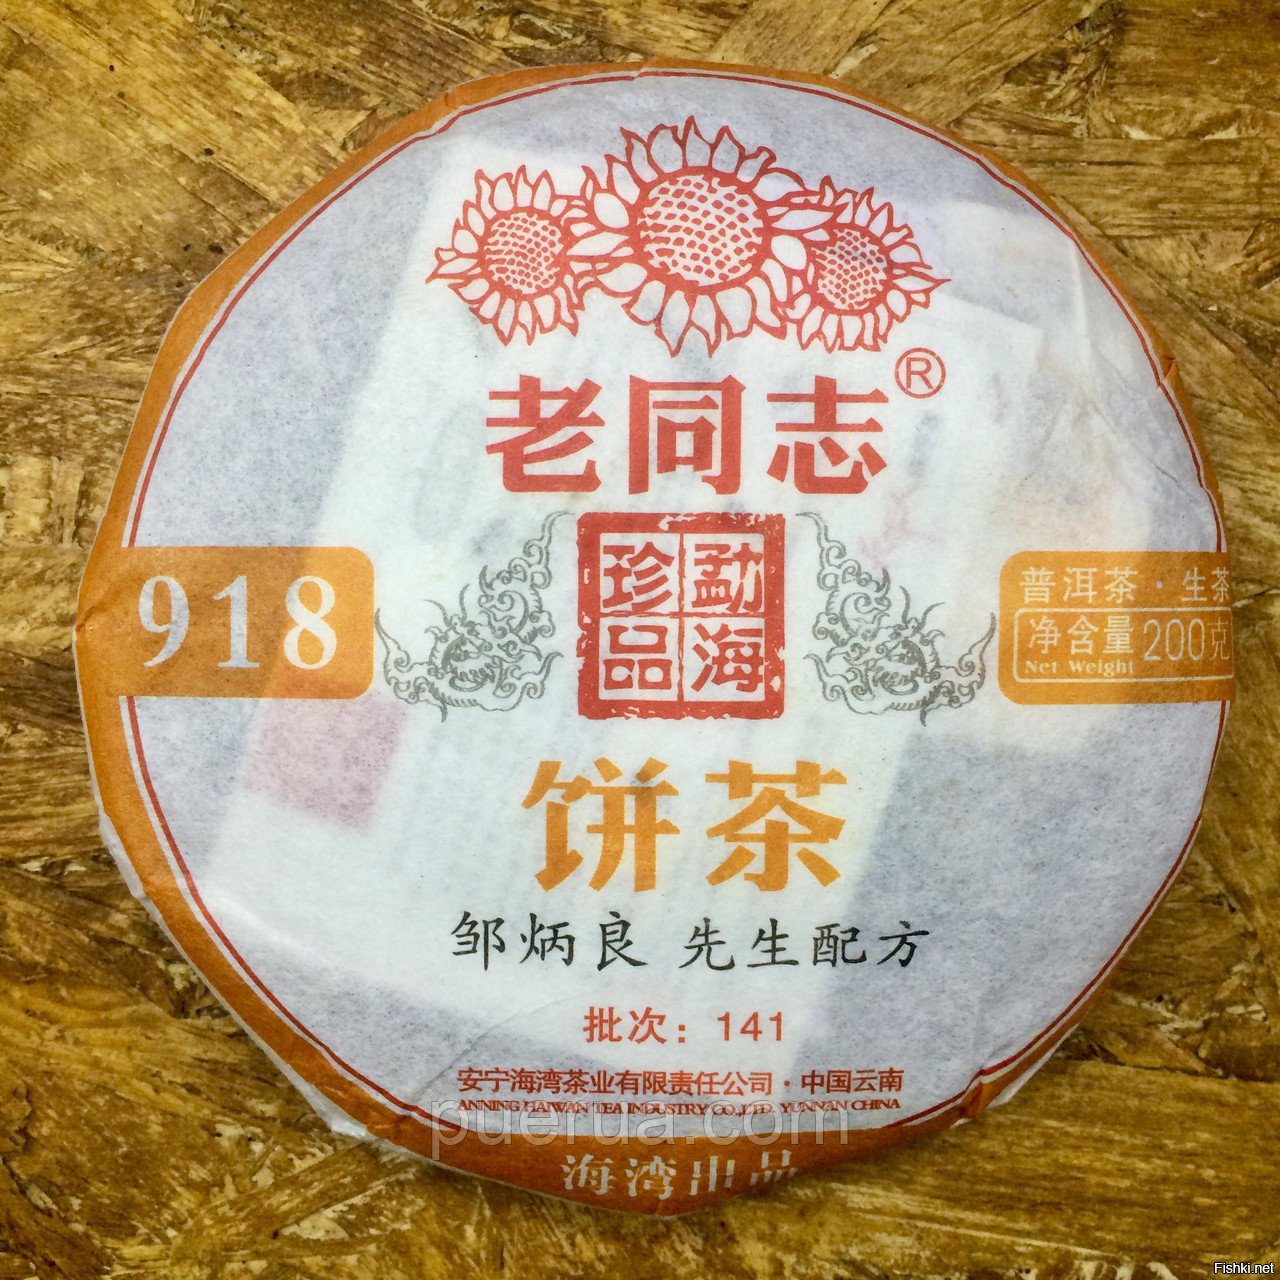 老同志®
918
珍勐
品海
普洱茶·生茶
净含量 200克
Net Weight
饼茶
邹炳良 先生配方
批次：141
安宁海湾茶业有限责任公司·中国云南
ANNING HAIWAN TEA INDUSTRY CO.,LTD. YUNNAN CHINA
puerua.com
海湾出品
Fishki.net